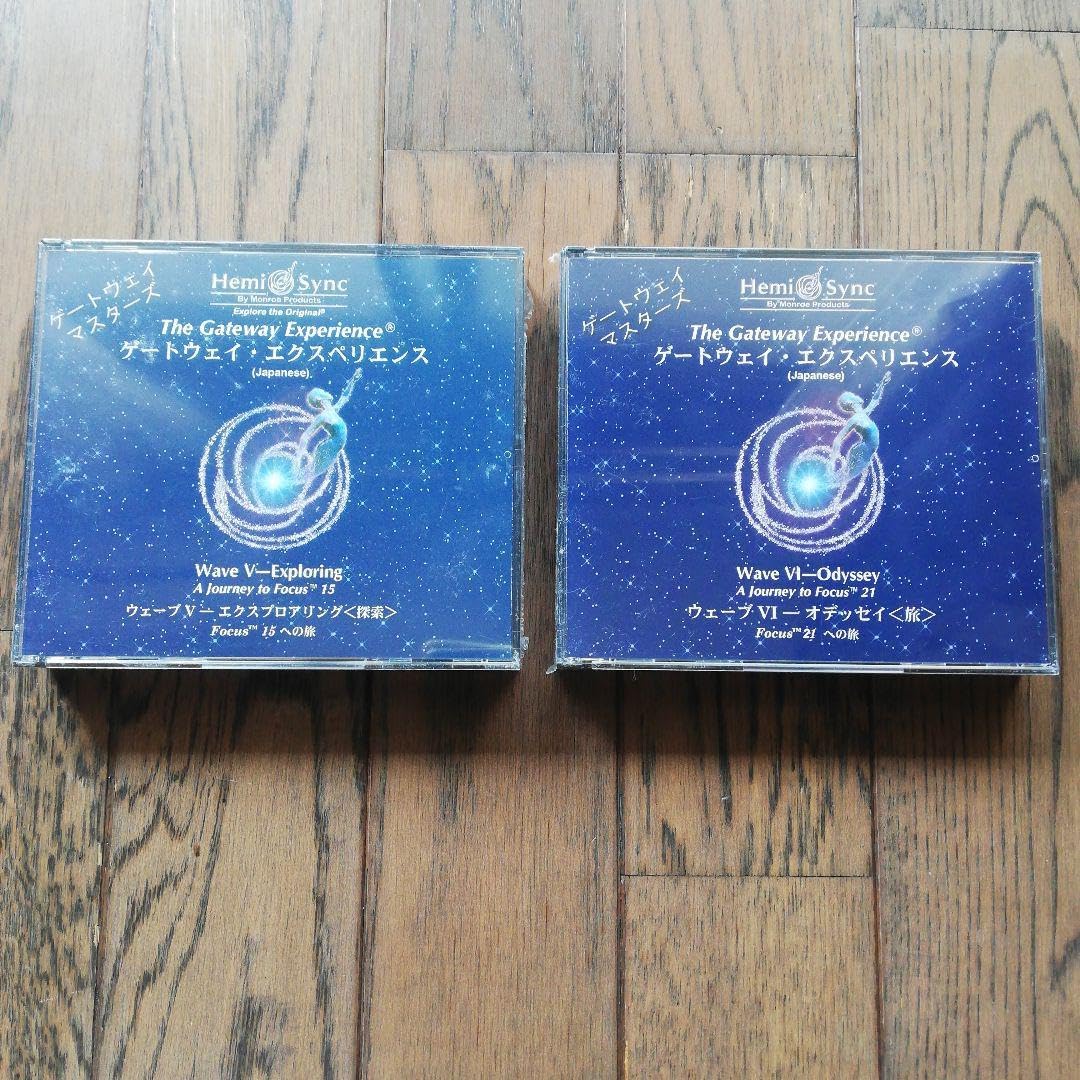 ゲートウェイ
マスターズ
Hemi Sync
By Monroe Products
Explore the Original®
The Gateway Experience®
ゲートウェイ・エクスペリエンス
(Japanese)
Wave V—Exploring
A Journey to Focus™ 15
ウェーブ V — エクスプロアリング<探索>
Focus™ 15 への旅
ゲートウェイ
マスターズ
Hemi Sync
By Monroe Products
The Gateway Experience®
ゲートウェイ・エクスペリエンス
(Japanese)
Wave VI—Odyssey
A Journey to Focus™ 21
ウェーブ VI — オデッセイ<旅>
Focus™ 21 への旅